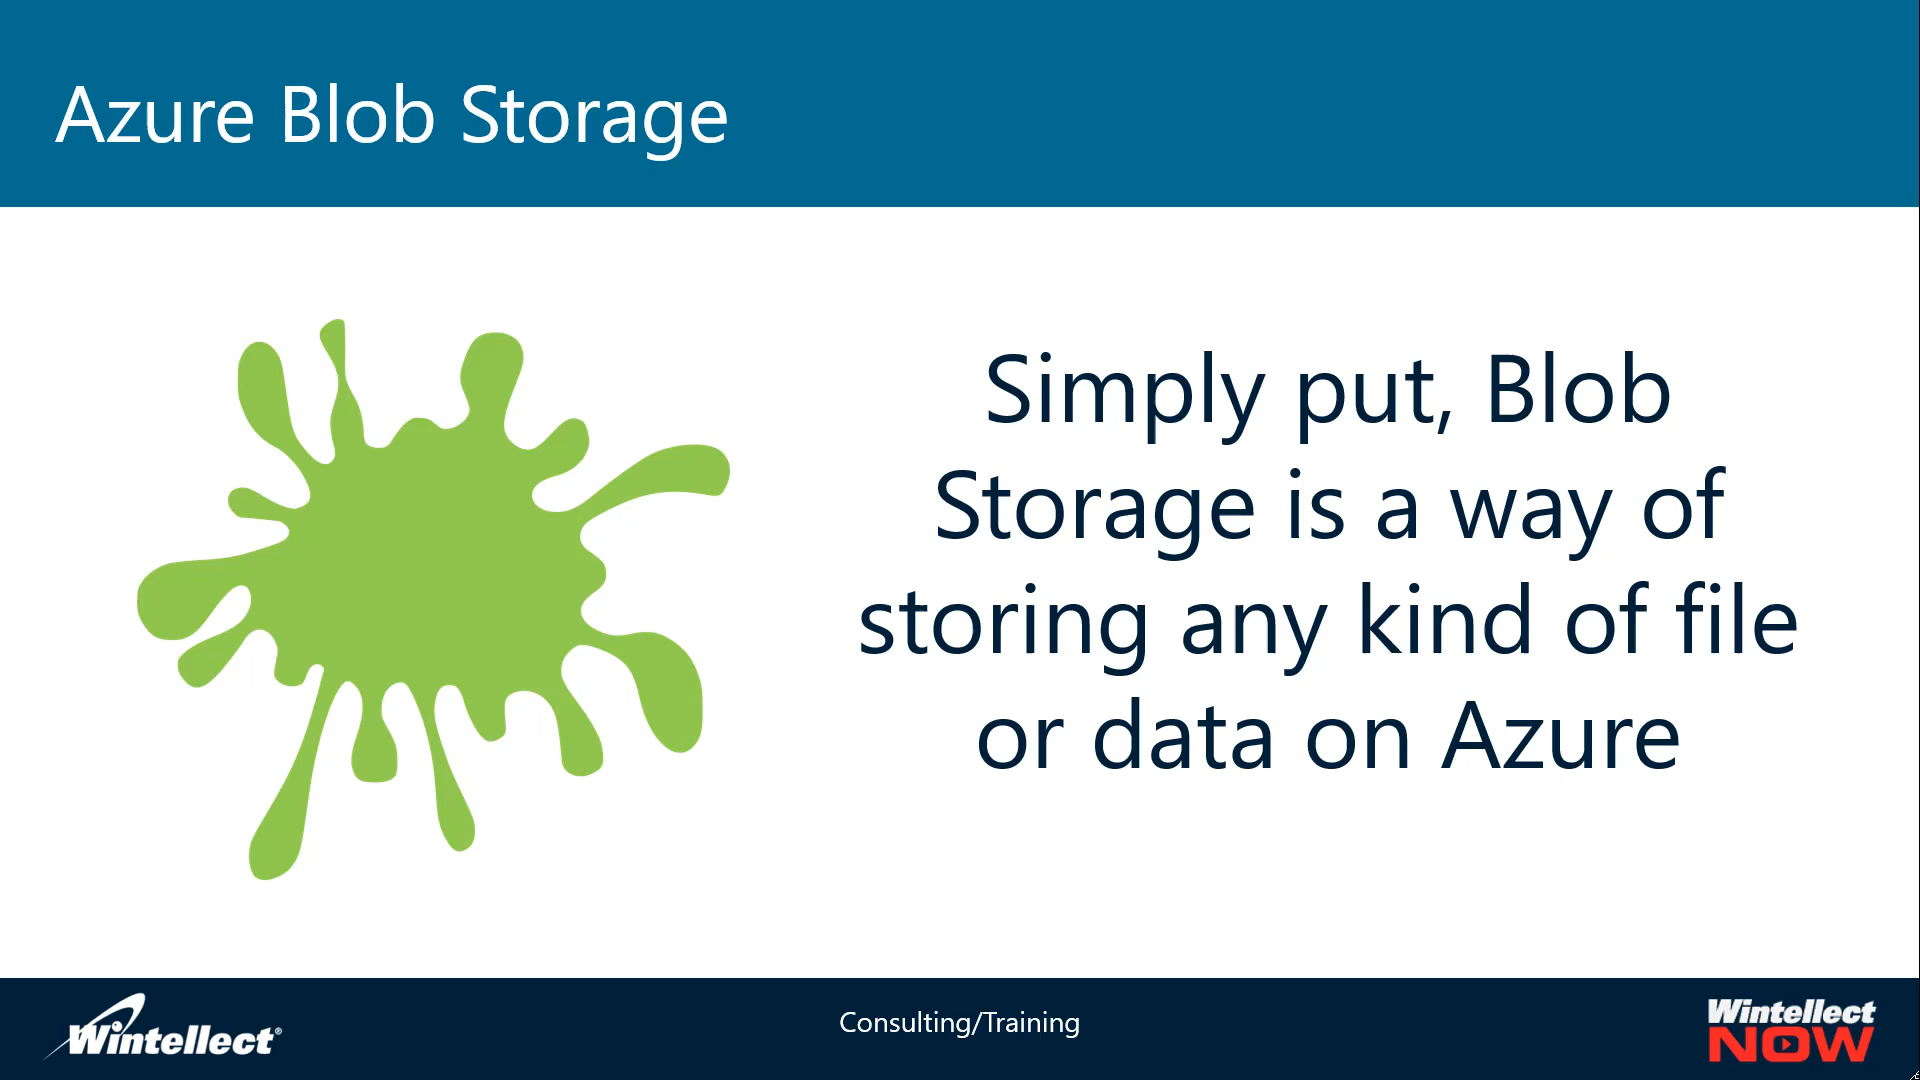 Azure Blob Storage
Simply put, Blob
Storage is a way of
storing any kind of file
or data on Azure
Wintellect®
Consulting/Training
Wintellect
NOW